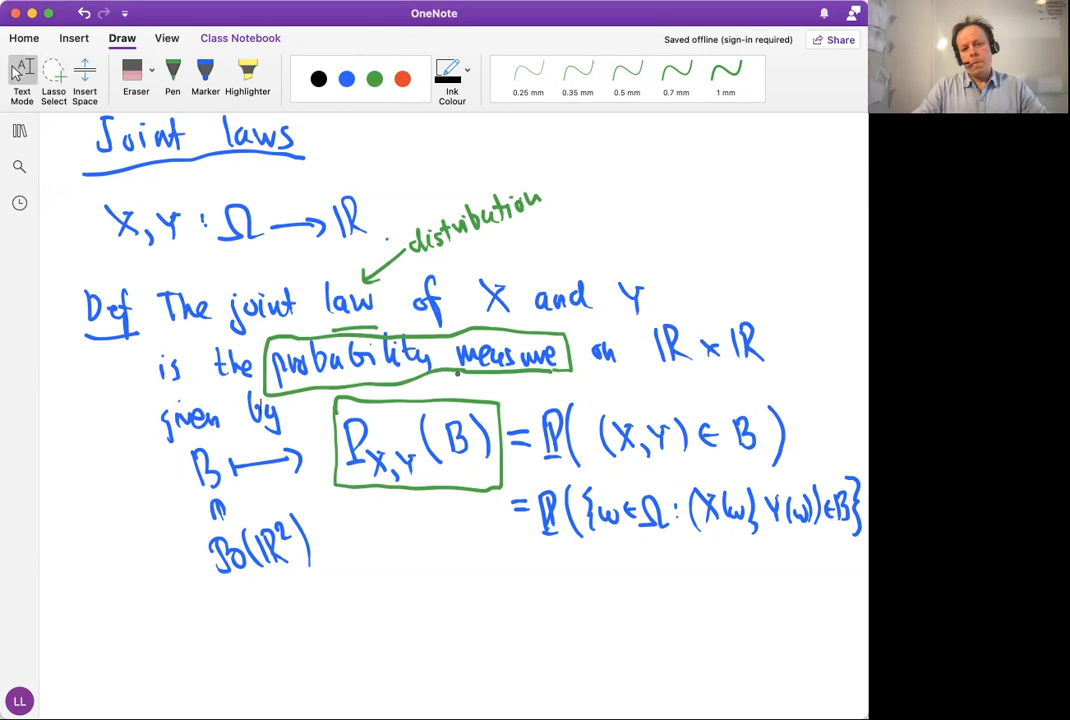 OneNote
Home Insert Draw View Class Notebook
Saved offline (sign-in required) Share
Text Mode
Lasso Select
Insert Space
Eraser
Pen
Marker
Highlighter
Ink Colour
0.25 mm 0.35 mm 0.5 mm 0.7 mm 1 mm
Joint laws
X, Y : Ω ⟶ ℝ .
distribution
Def The joint law of X and Y
is the probability measure on ℝ × ℝ
given by
B ⟼ P_{X,Y}(B) = ℙ( (X,Y) ∈ B )
= ℙ({ω ∈ Ω : (X(ω), Y(ω)) ∈ B}
B(ℝ²)
LL